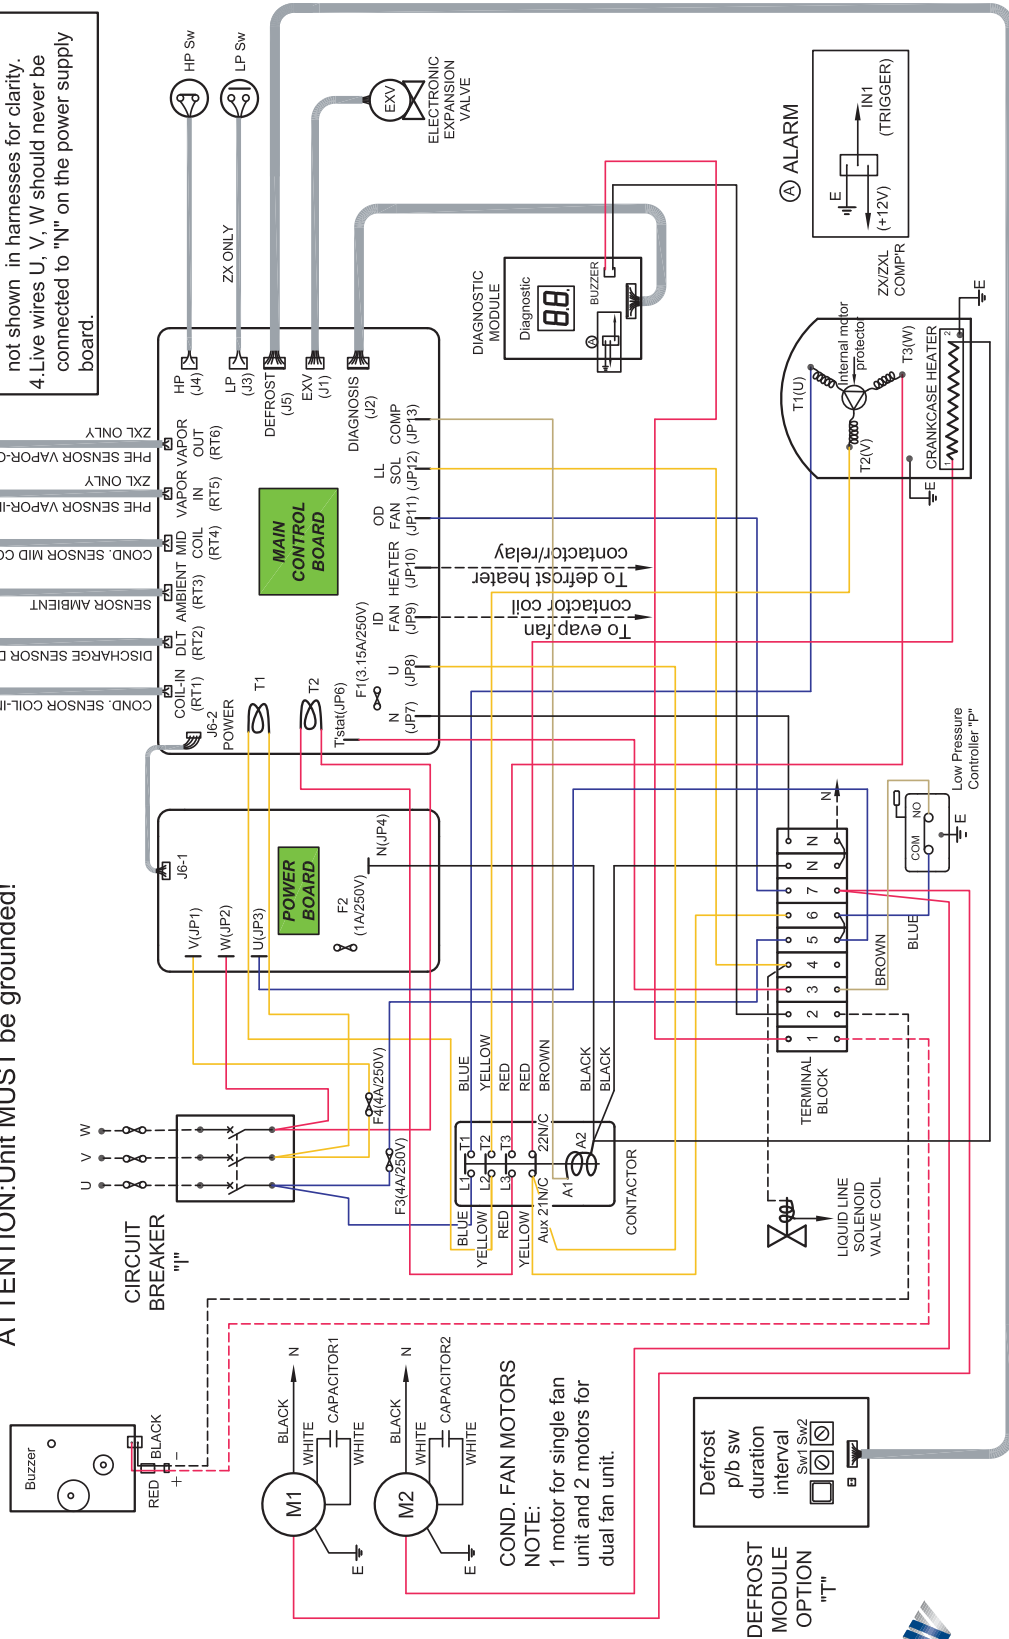 not shown in harnesses for clarity.
4.Live wires U, V, W should never be
connected to "N" on the power supply
board.
ATTENTION:Unit MUST be grounded!
HP Sw
LP Sw
ZX ONLY
EXV
ELECTRONIC
EXPANSION
VALVE
HP
(J4)
LP
(J3)
DEFROST
(J5)
EXV
(J1)
DIAGNOSIS
(J2)
ZXL ONLY
ZXL ONLY
COND. SENSOR MID
SENSOR AMBIENT
DISCHARGE SENSOR
VAPOR
OUT
(RT6)
VAPOR
IN
(RT5)
MID
COIL
(RT4)
AMBIENT
(RT3)
DLT
(RT2)
COIL-IN
(RT1)
MAIN
CONTROL
BOARD
COMP
(JP13)
LL
SOL
(JP12)
OD
FAN
(JP11)
HEATER
(JP10)
ID
FAN
(JP9)
U
(JP8)
N
(JP7)
F1(3.15A/250V)
T'stat(JP6)
T1
T2
J6-2
POWER
To defrost heater
contactor/relay
To evap.fan
contactor coil
DIAGNOSTIC
MODULE
Diagnostic
8.8.
BUZZER
A
A ALARM
E
IN1
(TRIGGER)
(+12V)
ZX/ZXL
COMP'R
T1(U)
Internal motor
protector
T3(W)
T2(V)
CRANKCASE HEATER
1
2
E
E
J6-1
V(JP1)
W(JP2)
U(JP3)
POWER
BOARD
F2
(1A/250V)
N(JP4)
U
V
W
CIRCUIT
BREAKER
"I"
F3(4A/250V)
F4(4A/250V)
BLUE
YELLOW
RED
YELLOW
L1
L2
L3
Aux 21N/C
T1
T2
T3
22N/C
A1
A2
BLUE
YELLOW
RED
RED
BROWN
BLACK
BLACK
CONTACTOR
1
2
3
4
5
6
7
N
N
N
TERMINAL
BLOCK
BROWN
BLUE
COM
NO
E
Low Pressure
Controller "P"
LIQUID LINE
SOLENOID
VALVE COIL
Buzzer
RED
BLACK
+
-
M1
BLACK
N
WHITE
CAPACITOR1
WHITE
E
M2
BLACK
N
WHITE
CAPACITOR2
WHITE
E
COND. FAN MOTORS
NOTE:
1 motor for single fan
unit and 2 motors for
dual fan unit.
Defrost
p/b sw
duration
interval
Sw1 Sw2
DEFROST
MODULE
OPTION
"T"